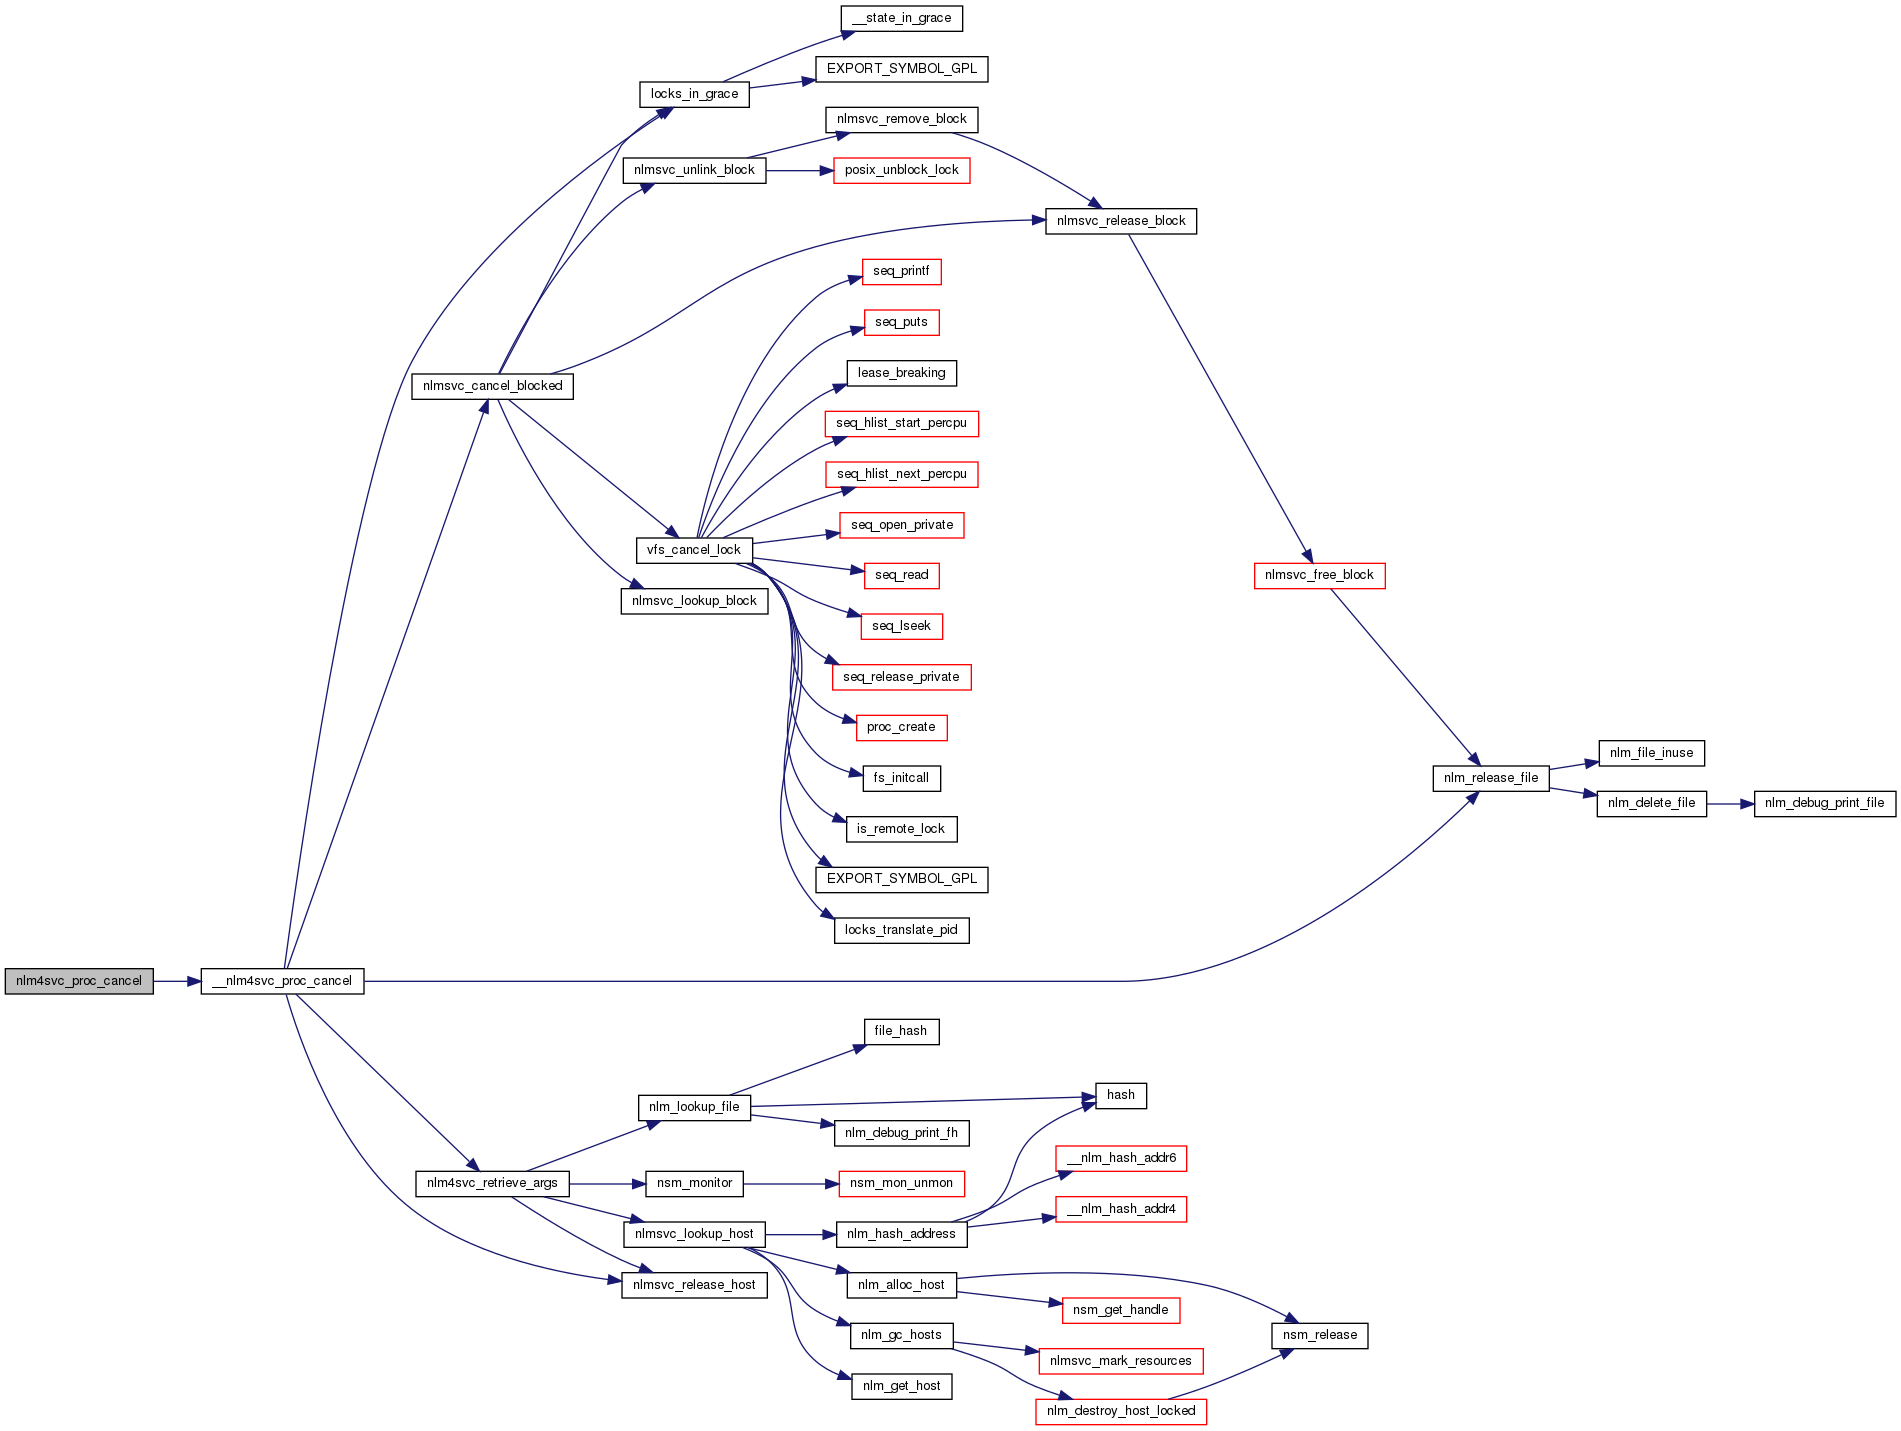 __state_in_grace
EXPORT_SYMBOL_GPL
locks_in_grace
nlmsvc_remove_block
nlmsvc_unlink_block
posix_unblock_lock
nlmsvc_release_block
seq_printf
seq_puts
lease_breaking
nlmsvc_cancel_blocked
seq_hlist_start_percpu
seq_hlist_next_percpu
seq_open_private
vfs_cancel_lock
seq_read
nlmsvc_free_block
nlmsvc_lookup_block
seq_lseek
seq_release_private
proc_create
nlm_file_inuse
fs_initcall
nlm_release_file
nlm_delete_file
nlm_debug_print_file
is_remote_lock
EXPORT_SYMBOL_GPL
locks_translate_pid
nlm4svc_proc_cancel
__nlm4svc_proc_cancel
file_hash
hash
nlm_lookup_file
nlm_debug_print_fh
__nlm_hash_addr6
nlm4svc_retrieve_args
nsm_monitor
nsm_mon_unmon
__nlm_hash_addr4
nlmsvc_lookup_host
nlm_hash_address
nlmsvc_release_host
nlm_alloc_host
nsm_get_handle
nlm_gc_hosts
nsm_release
nlmsvc_mark_resources
nlm_get_host
nlm_destroy_host_locked